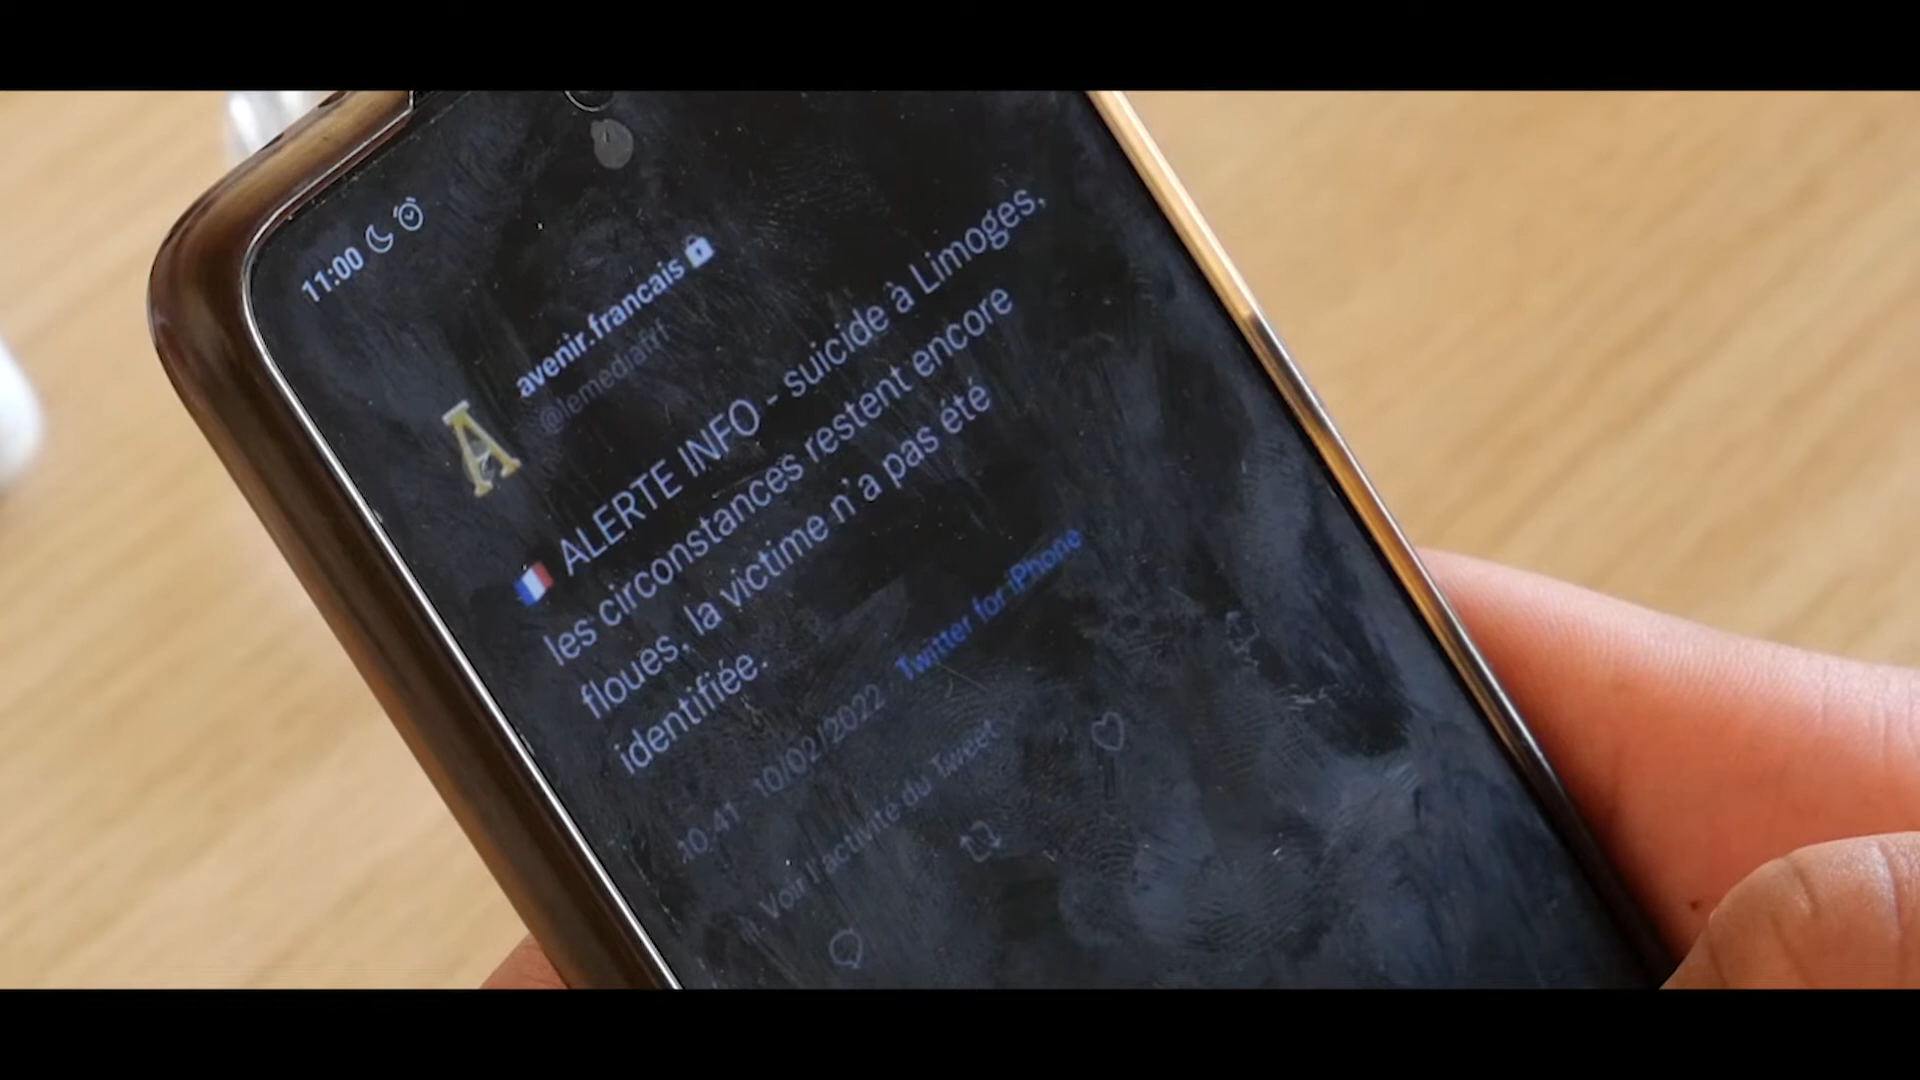 11:00
avenir.francais
@lemediafr1
A
🇫🇷 ALERTE INFO - suicide à Limoges,
les circonstances restent encore
floues, la victime n'a pas été
identifiée.
10:41 · 10/02/2022 · Twitter for iPhone
Voir l'activité du Tweet